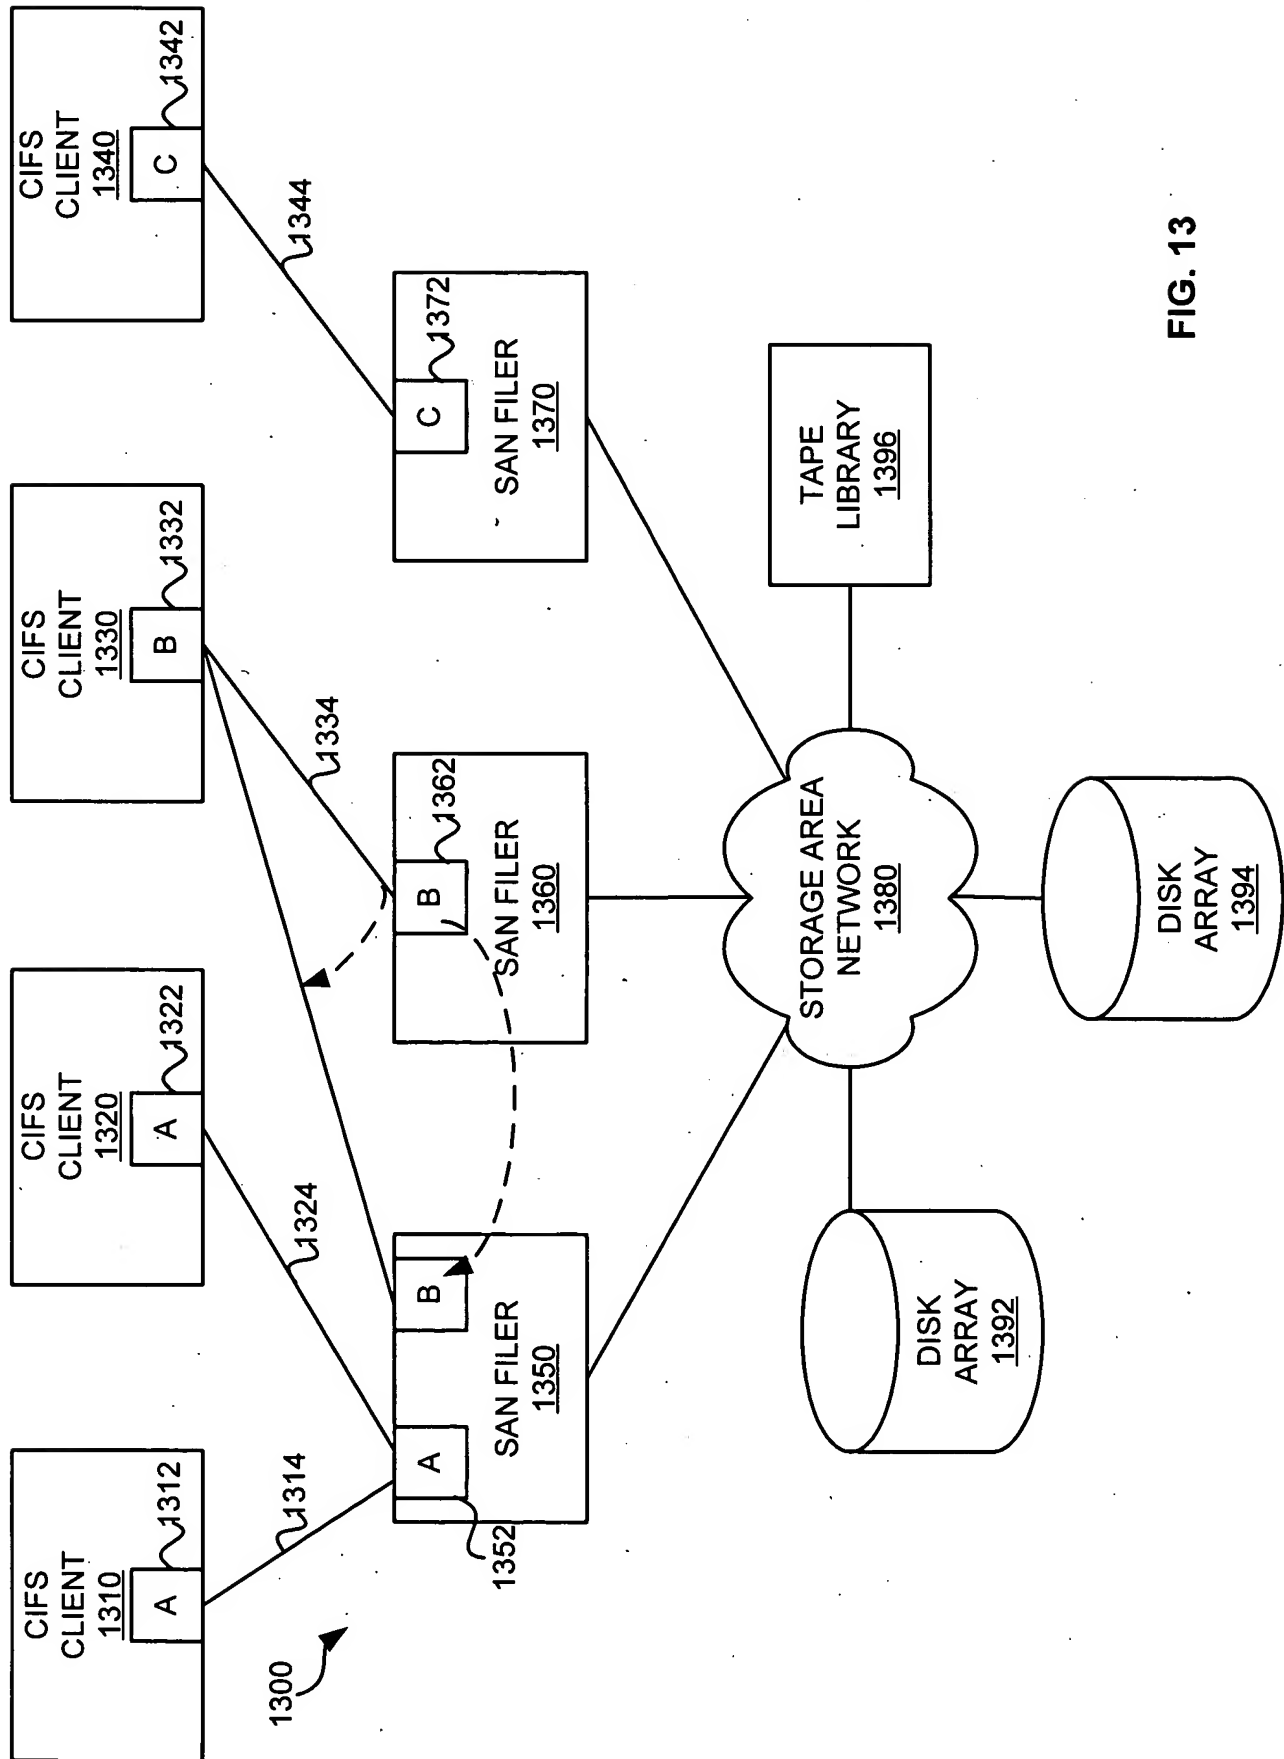 CIFS
CLIENT
1310
A
1312
CIFS
CLIENT
1320
A
1322
CIFS
CLIENT
1330
B
1332
CIFS
CLIENT
1340
C
1342
1300
1314
1324
1334
1344
1352
A
B
SAN FILER
1350
B
1362
SAN FILER
1360
C
1372
SAN FILER
1370
STORAGE AREA
NETWORK
1380
DISK
ARRAY
1392
DISK
ARRAY
1394
TAPE
LIBRARY
1396
FIG. 13